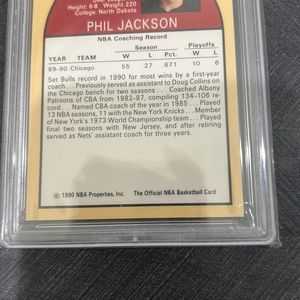 Height: 6-8 Weight 220
College: North Dakota
PHIL JACKSON
NBA Coaching Record
Season Playoffs
YEAR TEAM W L Pct. W L
89-90 Chicago 55 27 .671 10 6
Set Bulls record in 1990 for most wins by a first-year
coach . . . Previously served as assistant to Doug Collins on
the Chicago bench for two seasons . . . Coached Albany
Patroons of CBA from 1982–87, compiling 134–106 re-
cord . . . Named CBA coach of the year in 1985 . . . Played
13 NBA seasons, 11 with the New York Knicks . . . Member
of New York's 1973 World Championship team . . . Played
final two seasons with New Jersey, and after retiring
served as Nets' assistant coach for three years.
© 1990 NBA Properties, Inc. The Official NBA Basketball Card